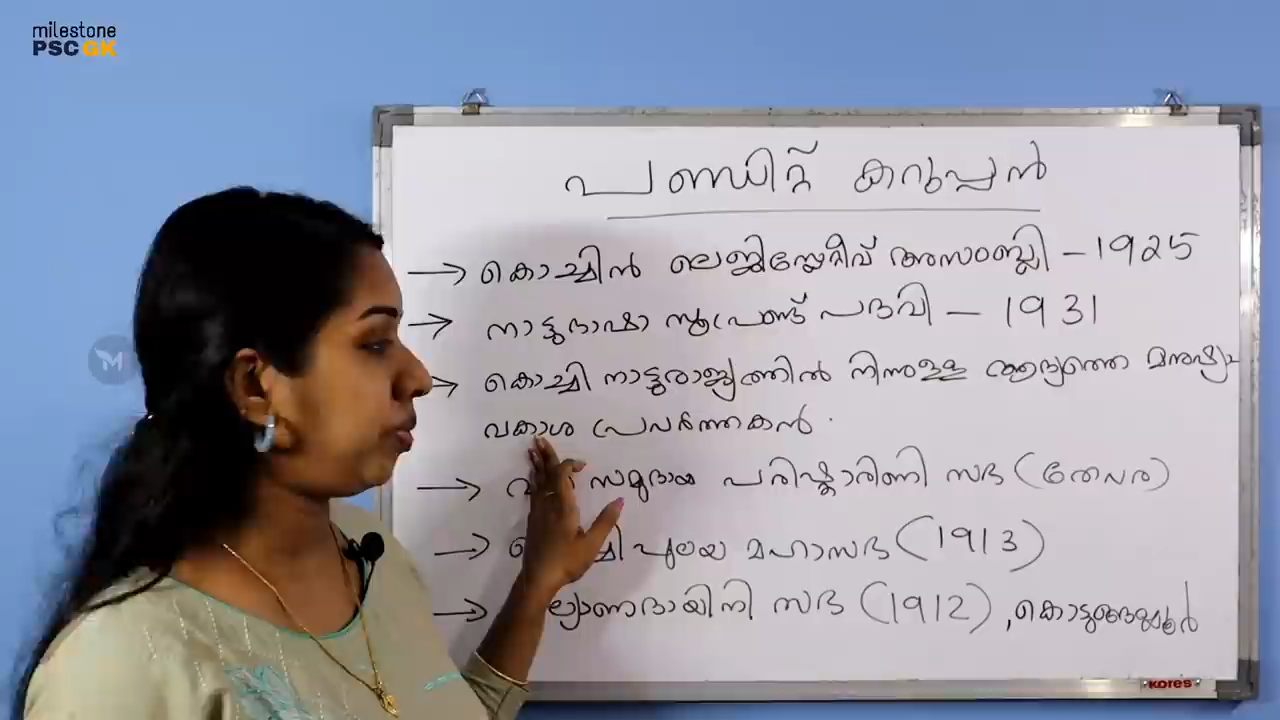 milestone
PSC GK
പണ്ഡിറ്റ് കറുപ്പൻ
→ കൊച്ചിൻ ലെജിസ്ലേറ്റീവ് അസംബ്ലി – 1925
→ നാട്ടുഭാഷാ സൂപ്രണ്ട് പദവി – 1931
→ കൊച്ചി നാട്ടുരാജ്യത്തിൽ നിന്നുള്ള ആദ്യത്തെ മനുഷ്യാ-
വകാശ പ്രവർത്തകൻ.
→ സമുദായ പരിഷ്കാരിണി സഭ (തേവര)
→ പുലയ മഹാസഭ (1913)
→ സഭ (1912), കൊടുങ്ങല്ലൂർ
Kores